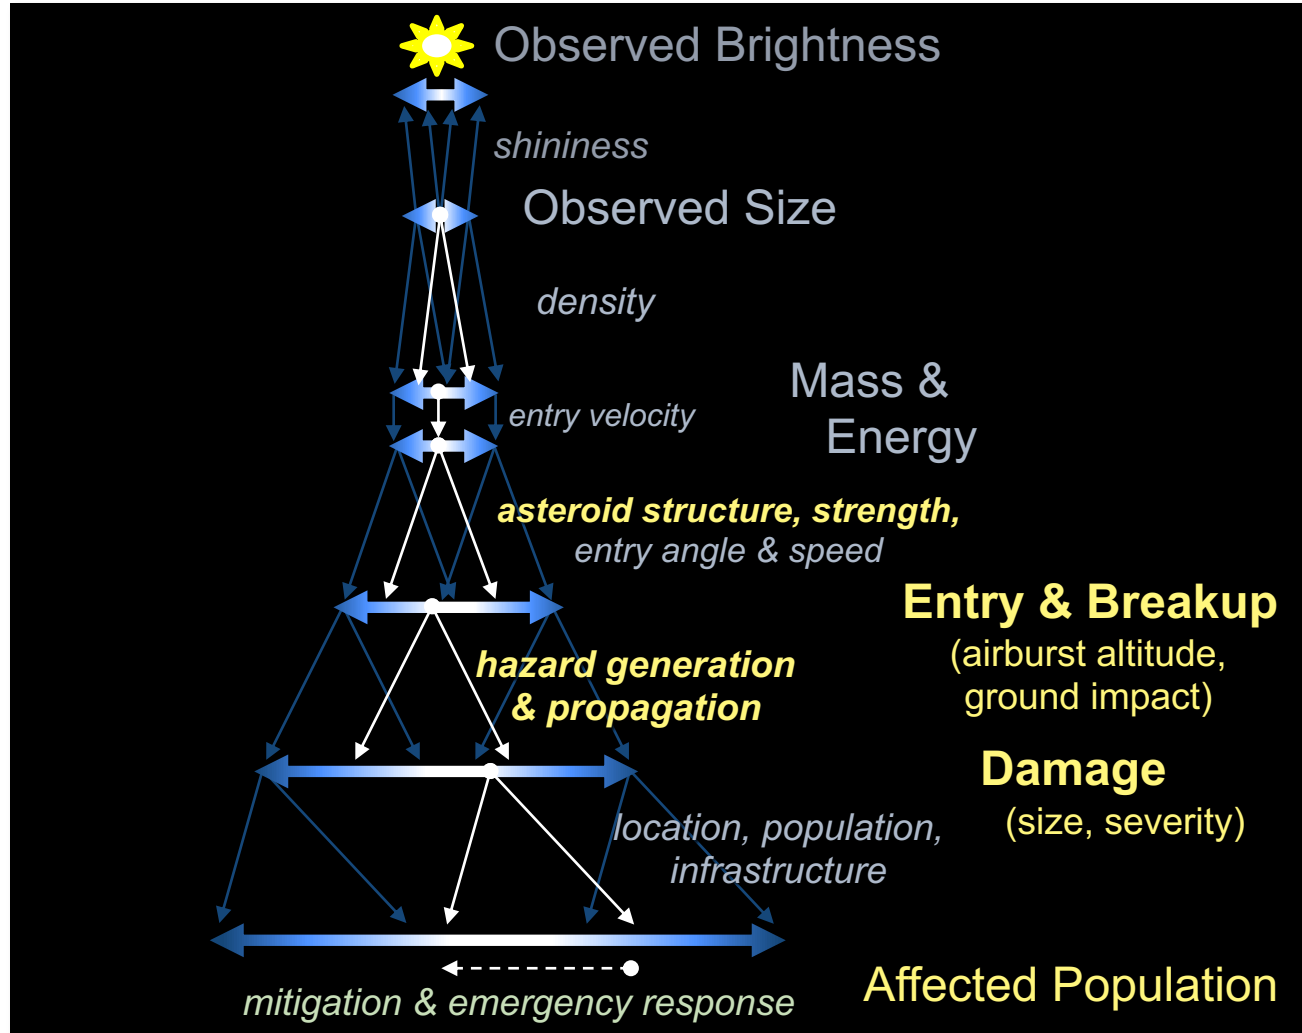 Observed Brightness
shininess
Observed Size
density
Mass &
Energy
entry velocity
asteroid structure, strength,
entry angle & speed
Entry & Breakup
(airburst altitude,
ground impact)
hazard generation
& propagation
Damage
(size, severity)
location, population,
infrastructure
Affected Population
mitigation & emergency response